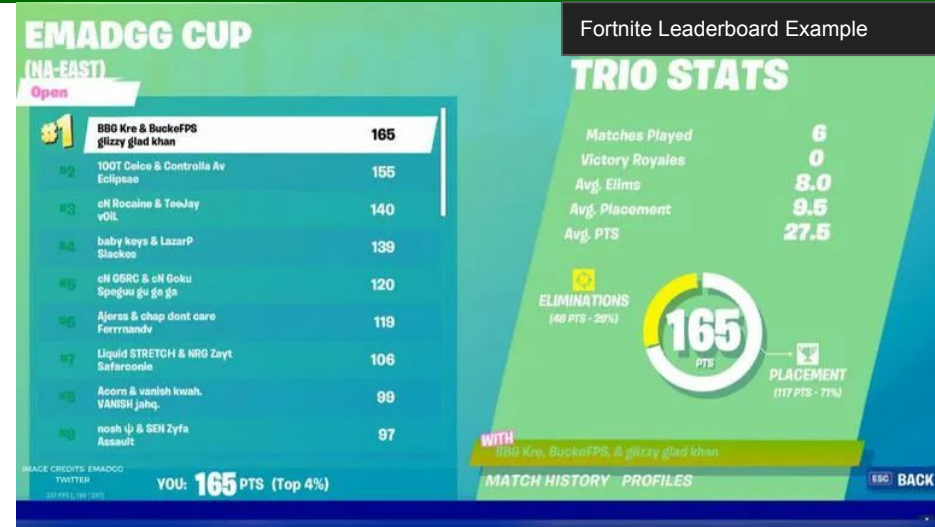 Fortnite Leaderboard Example
EMADGG CUP
(NA-EAST)
Open
#1
BBG Kre & BuckeFPS
glizzy glad khan
165
#2
100T Ceice & Controlla Av
Eclipsae
155
#3
cN Rocaine & TeeJay
v0iL
140
#4
baby keys & LazarP
Slackes
139
#5
cN G5RC & cN Goku
Speguu gu ga ga
120
#6
Ajerss & chap dont care
Ferrrnandv
119
#7
Liquid STRETCH & NRG Zayt
Safaroonie
106
#8
Acorn & vanish kwah.
VANISH jahq.
99
#9
nosh ψ & SEN Zyfa
Assault
97
IMAGE CREDITS: EMADGG
TWITTER
YOU: 165 PTS (Top 4%)
TRIO STATS
Matches Played 6
Victory Royales 0
Avg. Elims 8.0
Avg. Placement 9.5
Avg. PTS 27.5
ELIMINATIONS
(48 PTS - 29%)
165
PTS
PLACEMENT
(117 PTS - 71%)
WITH
BBG Kre, BuckeFPS, & glizzy glad khan
MATCH HISTORY PROFILES
ESC BACK